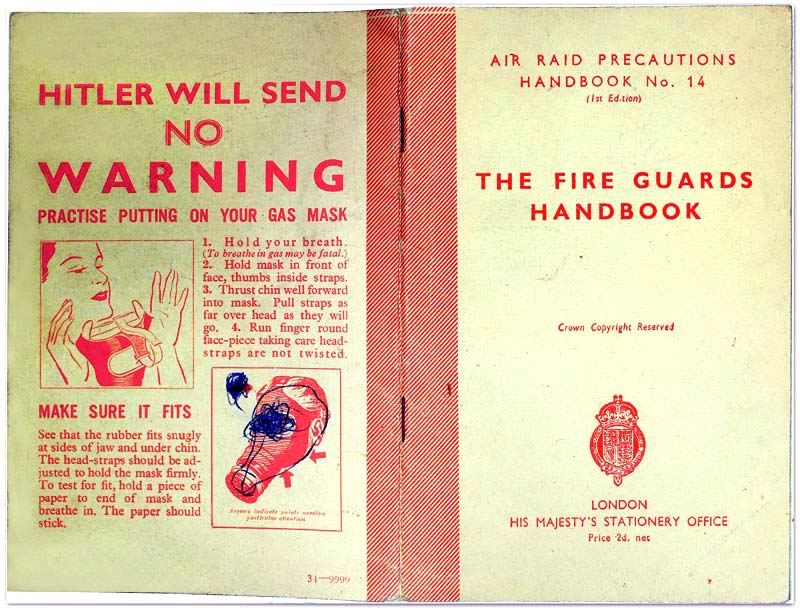 HITLER WILL SEND
NO
WARNING
PRACTISE PUTTING ON YOUR GAS MASK
1. Hold your breath.
(To breathe in gas may be fatal.)
2. Hold mask in front of
face, thumbs inside straps.
3. Thrust chin well forward
into mask. Pull straps as
far over head as they will
go. 4. Run finger round
face-piece taking care head-
straps are not twisted.
MAKE SURE IT FITS
See that the rubber fits snugly
at sides of jaw and under chin.
The head-straps should be ad-
justed to hold the mask firmly.
To test for fit, hold a piece of
paper to end of mask and
breathe in. The paper should
stick.
Arrows indicate points needing
particular attention
31—9999
AIR RAID PRECAUTIONS
HANDBOOK No. 14
(1st Edition)
THE FIRE GUARDS
HANDBOOK
Crown Copyright Reserved
LONDON
HIS MAJESTY'S STATIONERY OFFICE
Price 2d. net